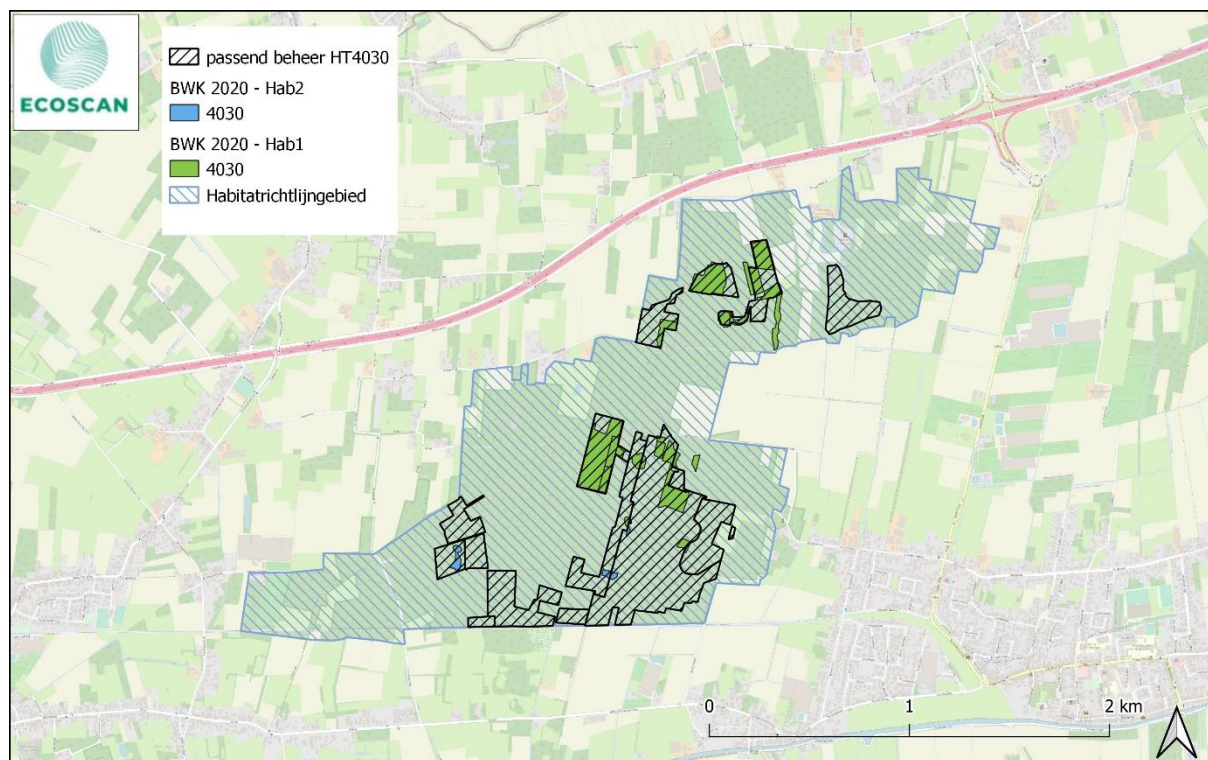 ECOSCAN
passend beheer HT4030
BWK 2020 - Hab2
4030
BWK 2020 - Hab1
4030
Habitatrichtlijngebied
0
1
2 km